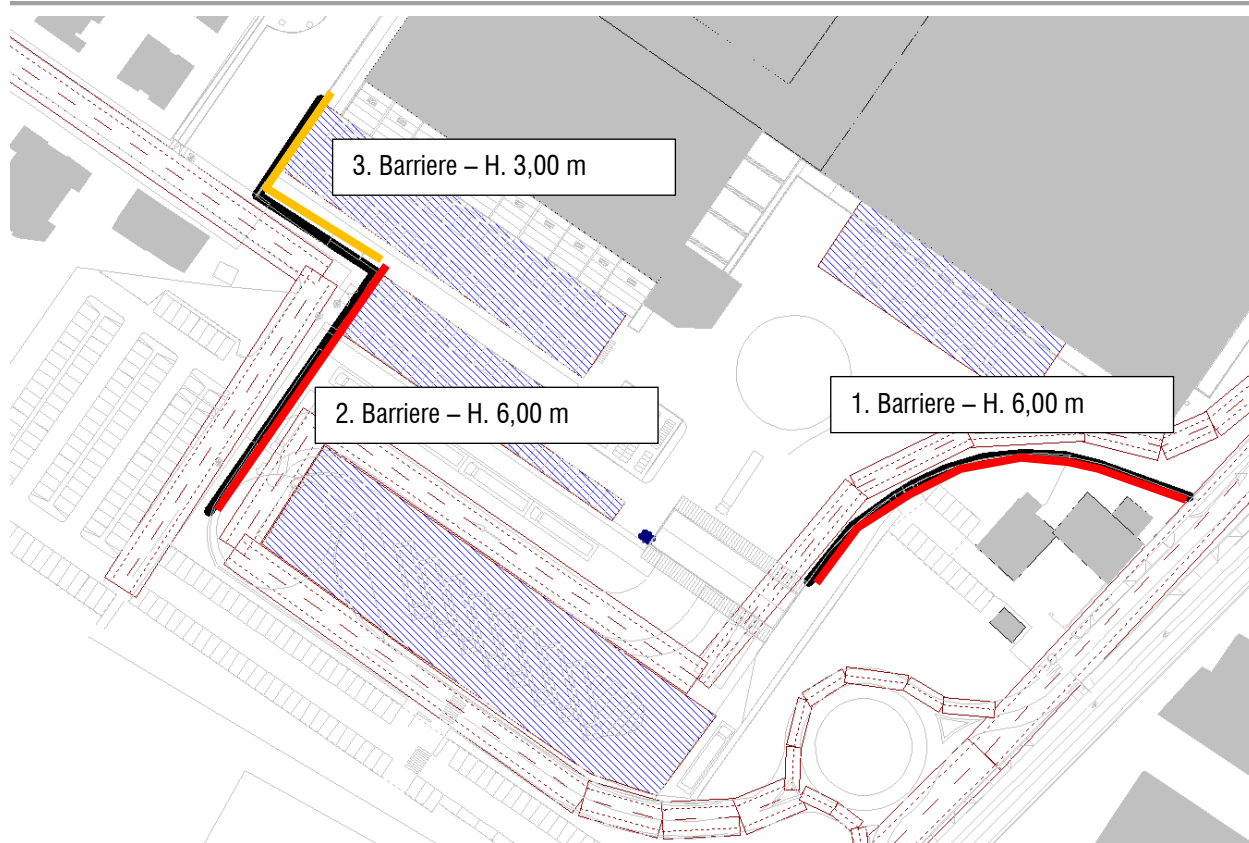 3. Barriere – H. 3,00 m
2. Barriere – H. 6,00 m
1. Barriere – H. 6,00 m